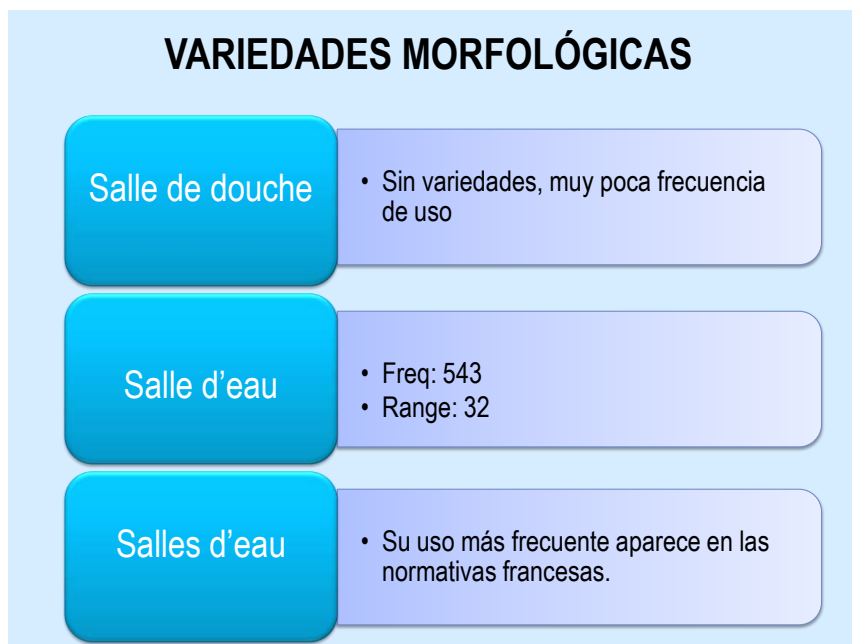 VARIEDADES MORFOLÓGICAS
Salle de douche
• Sin variedades, muy poca frecuencia
de uso
Salle d’eau
• Freq: 543
• Range: 32
Salles d’eau
• Su uso más frecuente aparece en las
normativas francesas.